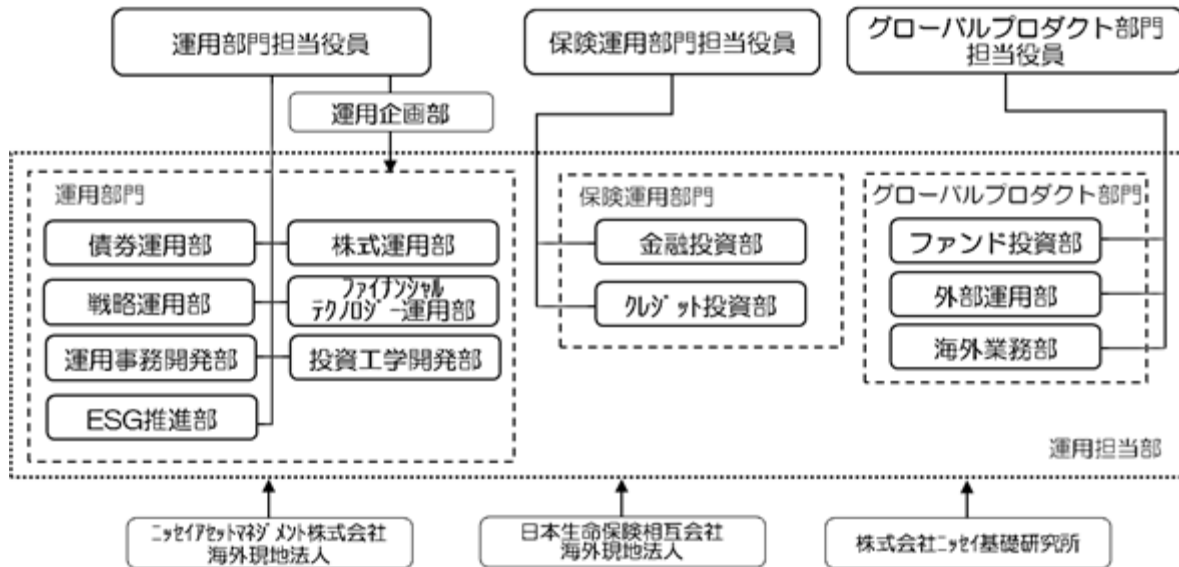 運用部門担当役員
保険運用部門担当役員
グローバルプロダクト部門
担当役員
運用企画部
運用部門
債券運用部
株式運用部
戦略運用部
ファイナンシャル
テクノロジー運用部
運用事務開発部
投資工学開発部
ESG推進部
保険運用部門
金融投資部
クレジット投資部
グローバルプロダクト部門
ファンド投資部
外部運用部
海外業務部
運用担当部
ニッセイアセットマネジメント株式会社
海外現地法人
日本生命保険相互会社
海外現地法人
株式会社ニッセイ基礎研究所